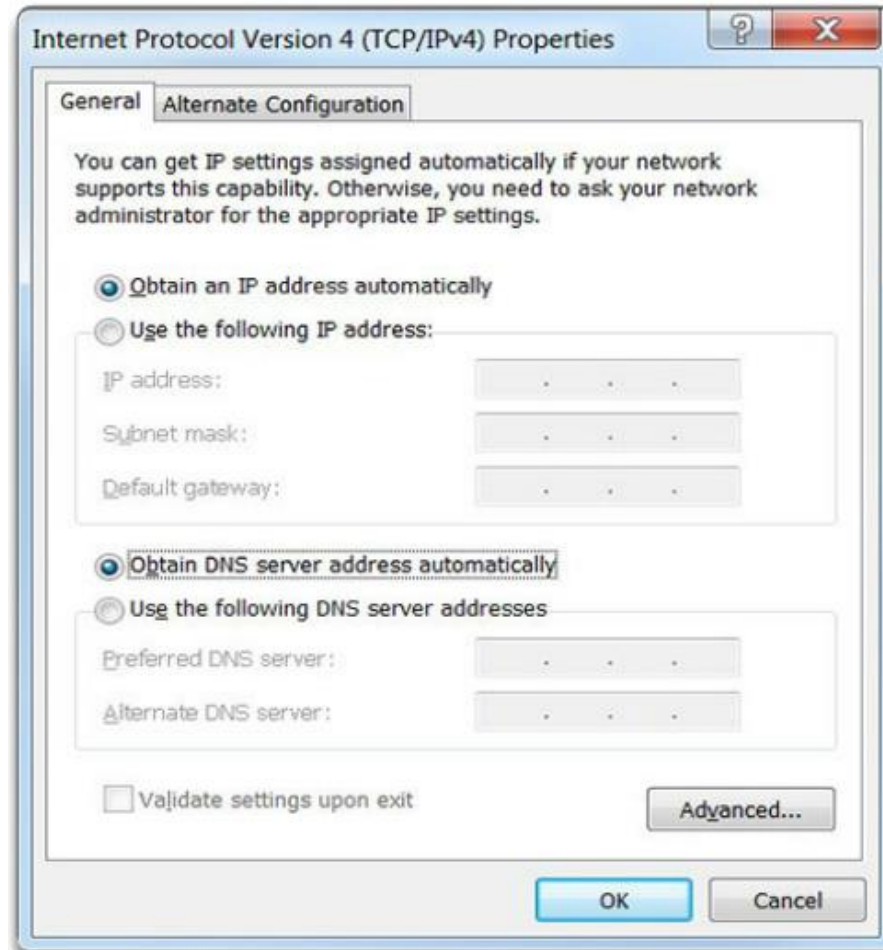 Internet Protocol Version 4 (TCP/IPv4) Properties
General
Alternate Configuration
You can get IP settings assigned automatically if your network
supports this capability. Otherwise, you need to ask your network
administrator for the appropriate IP settings.
Obtain an IP address automatically
Use the following IP address:
IP address:
Subnet mask:
Default gateway:
Obtain DNS server address automatically
Use the following DNS server addresses
Preferred DNS server:
Alternate DNS server:
Validate settings upon exit
Advanced...
OK
Cancel